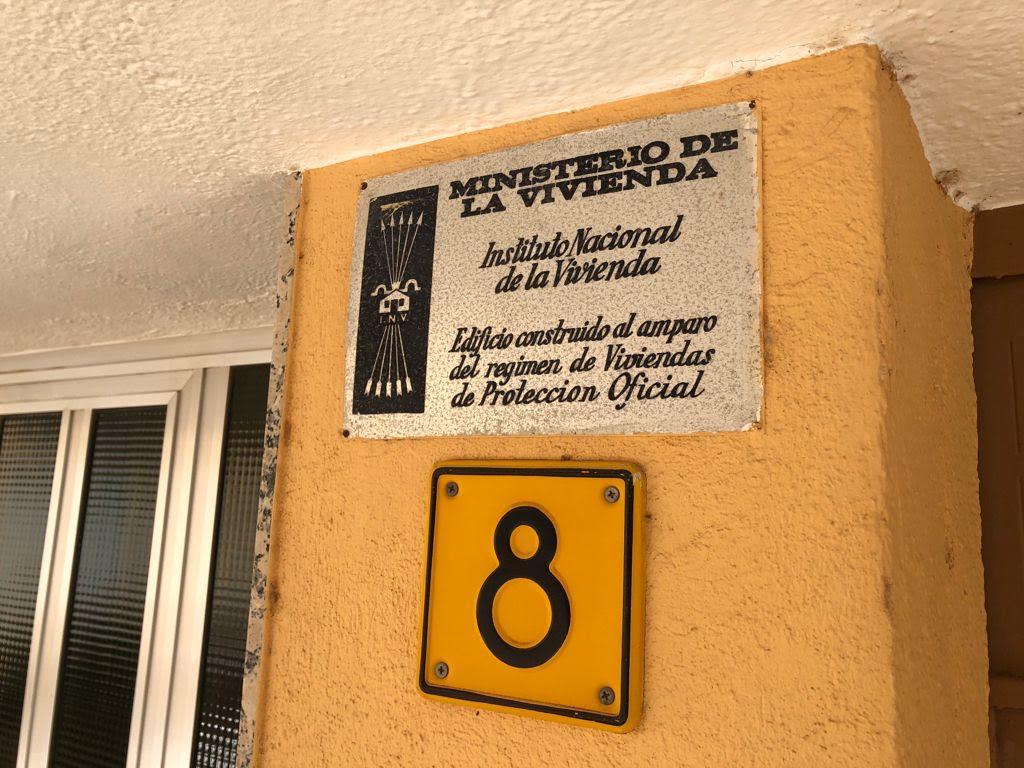 MINISTERIO DE
LA VIVIENDA
Instituto Nacional
de la Vivienda
I.N.V
Edificio construido al amparo
del regimen de Viviendas
de Proteccion Oficial
8